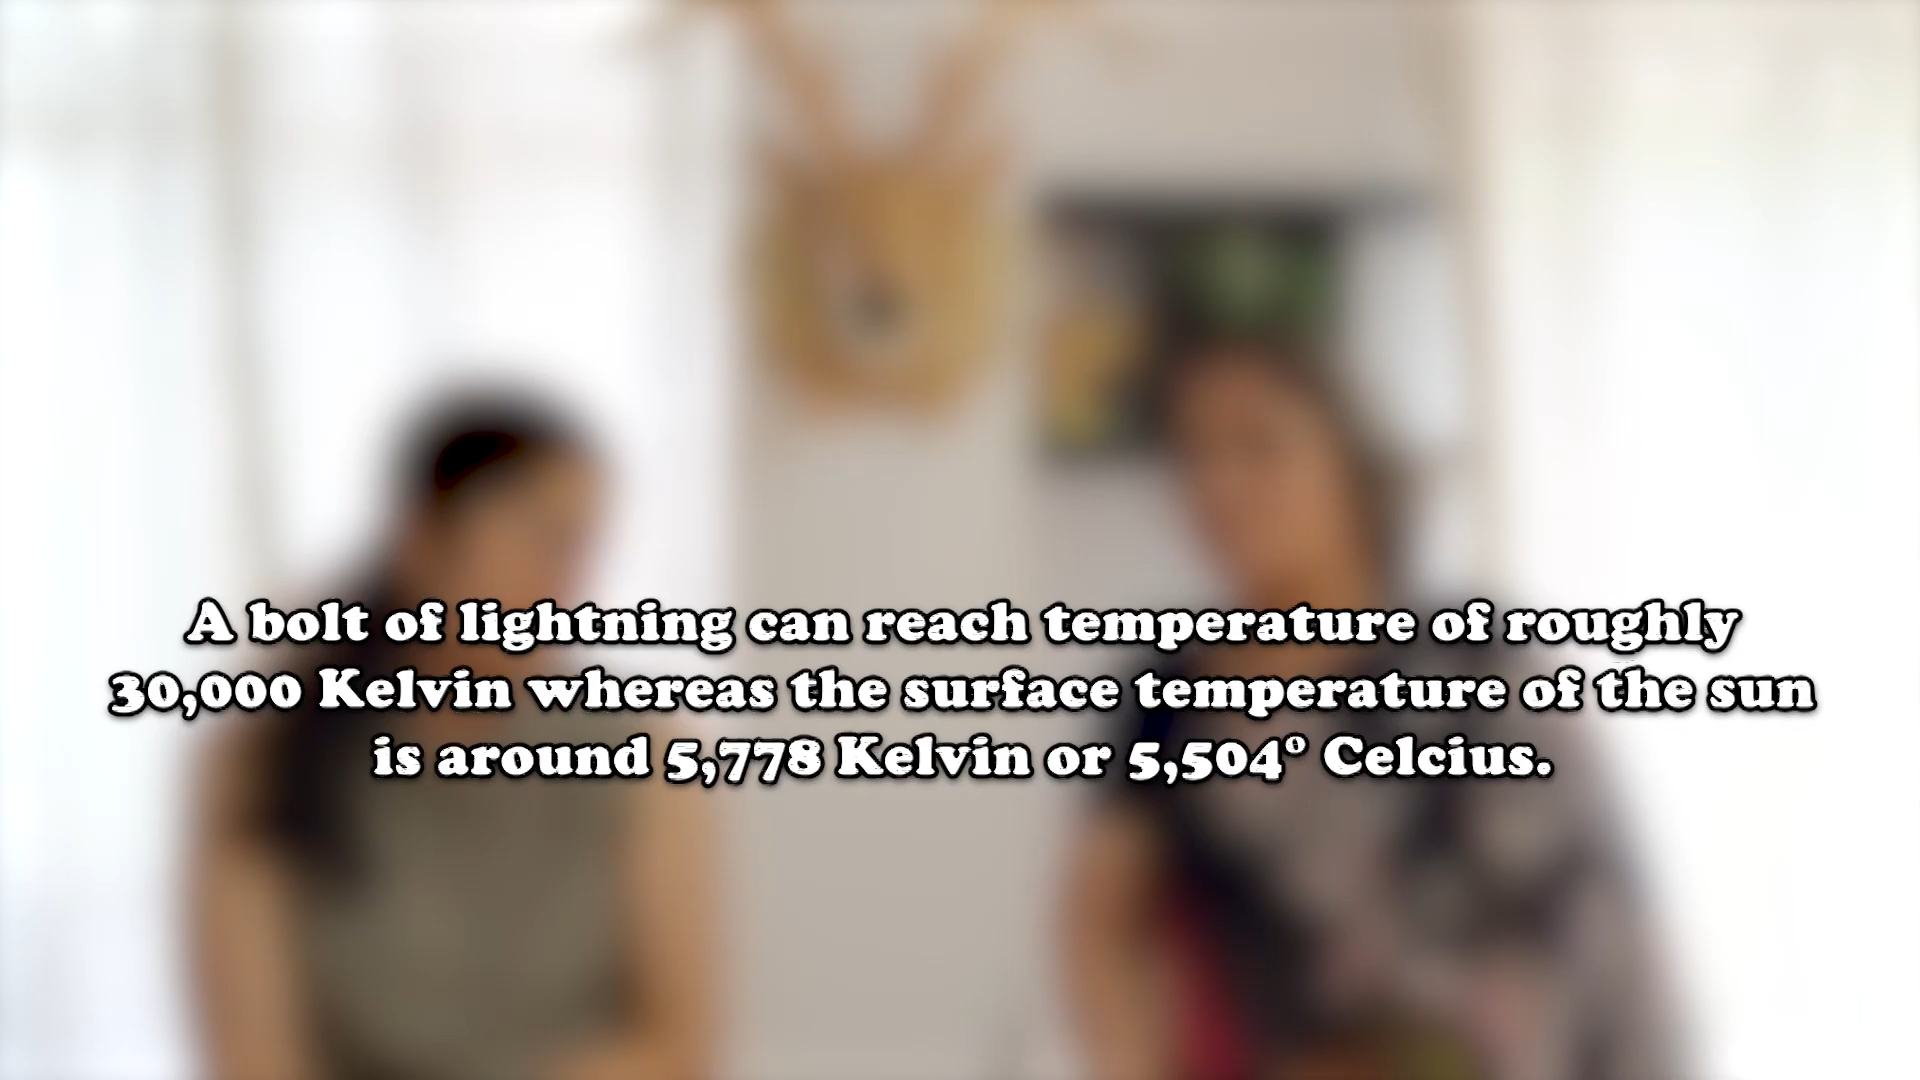 A bolt of lightning can reach temperature of roughly
30,000 Kelvin whereas the surface temperature of the sun
is around 5,778 Kelvin or 5,504° Celcius.